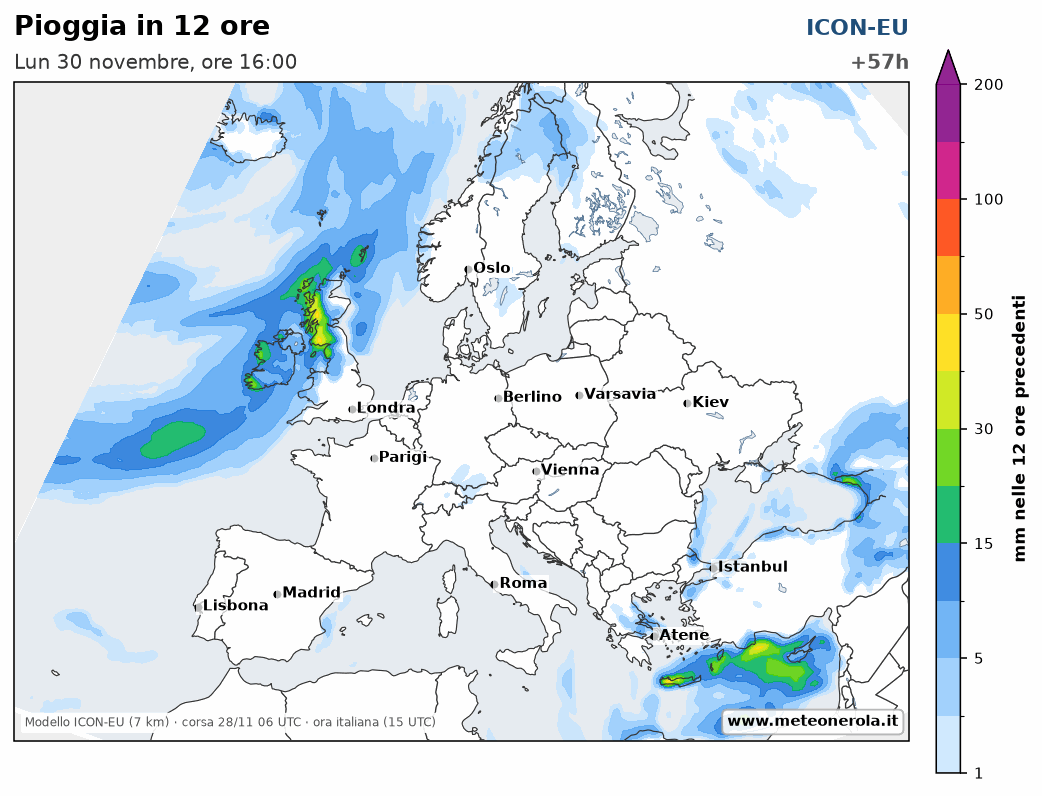 Pioggia in 12 ore
ICON-EU
Lun 30 novembre, ore 16:00
+57h
200
100
50
30
15
5
1
mm nelle 12 ore precedenti
Oslo
Berlino
Varsavia
Kiev
Londra
Parigi
Vienna
Istanbul
Roma
Madrid
Lisbona
Atene
Modello ICON-EU (7 km) · corsa 28/11 06 UTC · ora italiana (15 UTC)
www.meteonerola.it